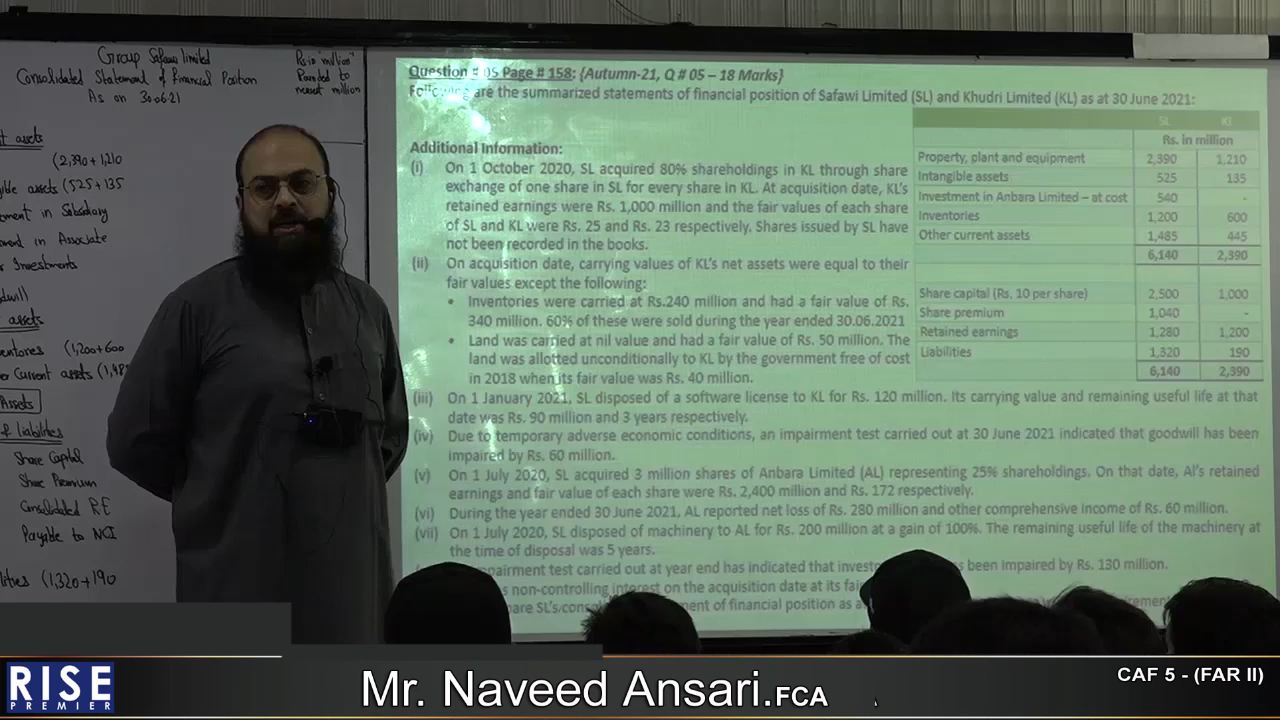 Group Safawi limited
Consolidated Statement of Financial Position
As on 30.06.21
Rs in "million"
Rounded to
nearest million
assets
(2,390+1,210
assets (525+135
in Subsidiary
in Associate
Investments
assets
(1,200+600
Current assets (1,48
Assets
& liabilities
Share Capital
Share Premium
Consolidated R.E
Payable to NCI
(1,320+190
Question # 05 Page # 158: {Autumn-21, Q # 05 – 18 Marks}
Following are the summarized statements of financial position of Safawi Limited (SL) and Khudri Limited (KL) as at 30 June 2021:
SL KL
Rs. in million
Property, plant and equipment 2,390 1,210
Intangible assets 525 135
Investment in Anbara Limited – at cost 540 -
Inventories 1,200 600
Other current assets 1,485 445
6,140 2,390
Share capital (Rs. 10 per share) 2,500 1,000
Share premium 1,040 -
Retained earnings 1,280 1,200
Liabilities 1,320 190
6,140 2,390
Additional Information:
(i) On 1 October 2020, SL acquired 80% shareholdings in KL through share
exchange of one share in SL for every share in KL. At acquisition date, KL's
retained earnings were Rs. 1,000 million and the fair values of each share
of SL and KL were Rs. 25 and Rs. 23 respectively. Shares issued by SL have
not been recorded in the books.
(ii) On acquisition date, carrying values of KL's net assets were equal to their
fair values except the following:
• Inventories were carried at Rs.240 million and had a fair value of Rs.
340 million. 60% of these were sold during the year ended 30.06.2021
• Land was carried at nil value and had a fair value of Rs. 50 million. The
land was allotted unconditionally to KL by the government free of cost
in 2018 when its fair value was Rs. 40 million.
(iii) On 1 January 2021, SL disposed of a software license to KL for Rs. 120 million. Its carrying value and remaining useful life at that
date was Rs. 90 million and 3 years respectively.
(iv) Due to temporary adverse economic conditions, an impairment test carried out at 30 June 2021 indicated that goodwill has been
impaired by Rs. 60 million.
(v) On 1 July 2020, SL acquired 3 million shares of Anbara Limited (AL) representing 25% shareholdings. On that date, Al's retained
earnings and fair value of each share were Rs. 2,400 million and Rs. 172 respectively.
(vi) During the year ended 30 June 2021, AL reported net loss of Rs. 280 million and other comprehensive income of Rs. 60 million.
(vii) On 1 July 2020, SL disposed of machinery to AL for Rs. 200 million at a gain of 100%. The remaining useful life of the machinery at
the time of disposal was 5 years.
test carried out at year end has indicated that been impaired by Rs. 130 million.
non-controlling interest on the acquisition date at its
SL's of financial position as
RISE
PREMIER
Mr. Naveed Ansari.FCA
CAF 5 - (FAR II)